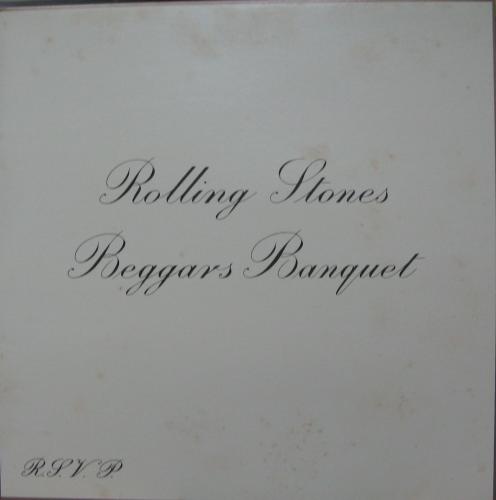 Rolling Stones
Beggars Banquet
R.S.V.P.